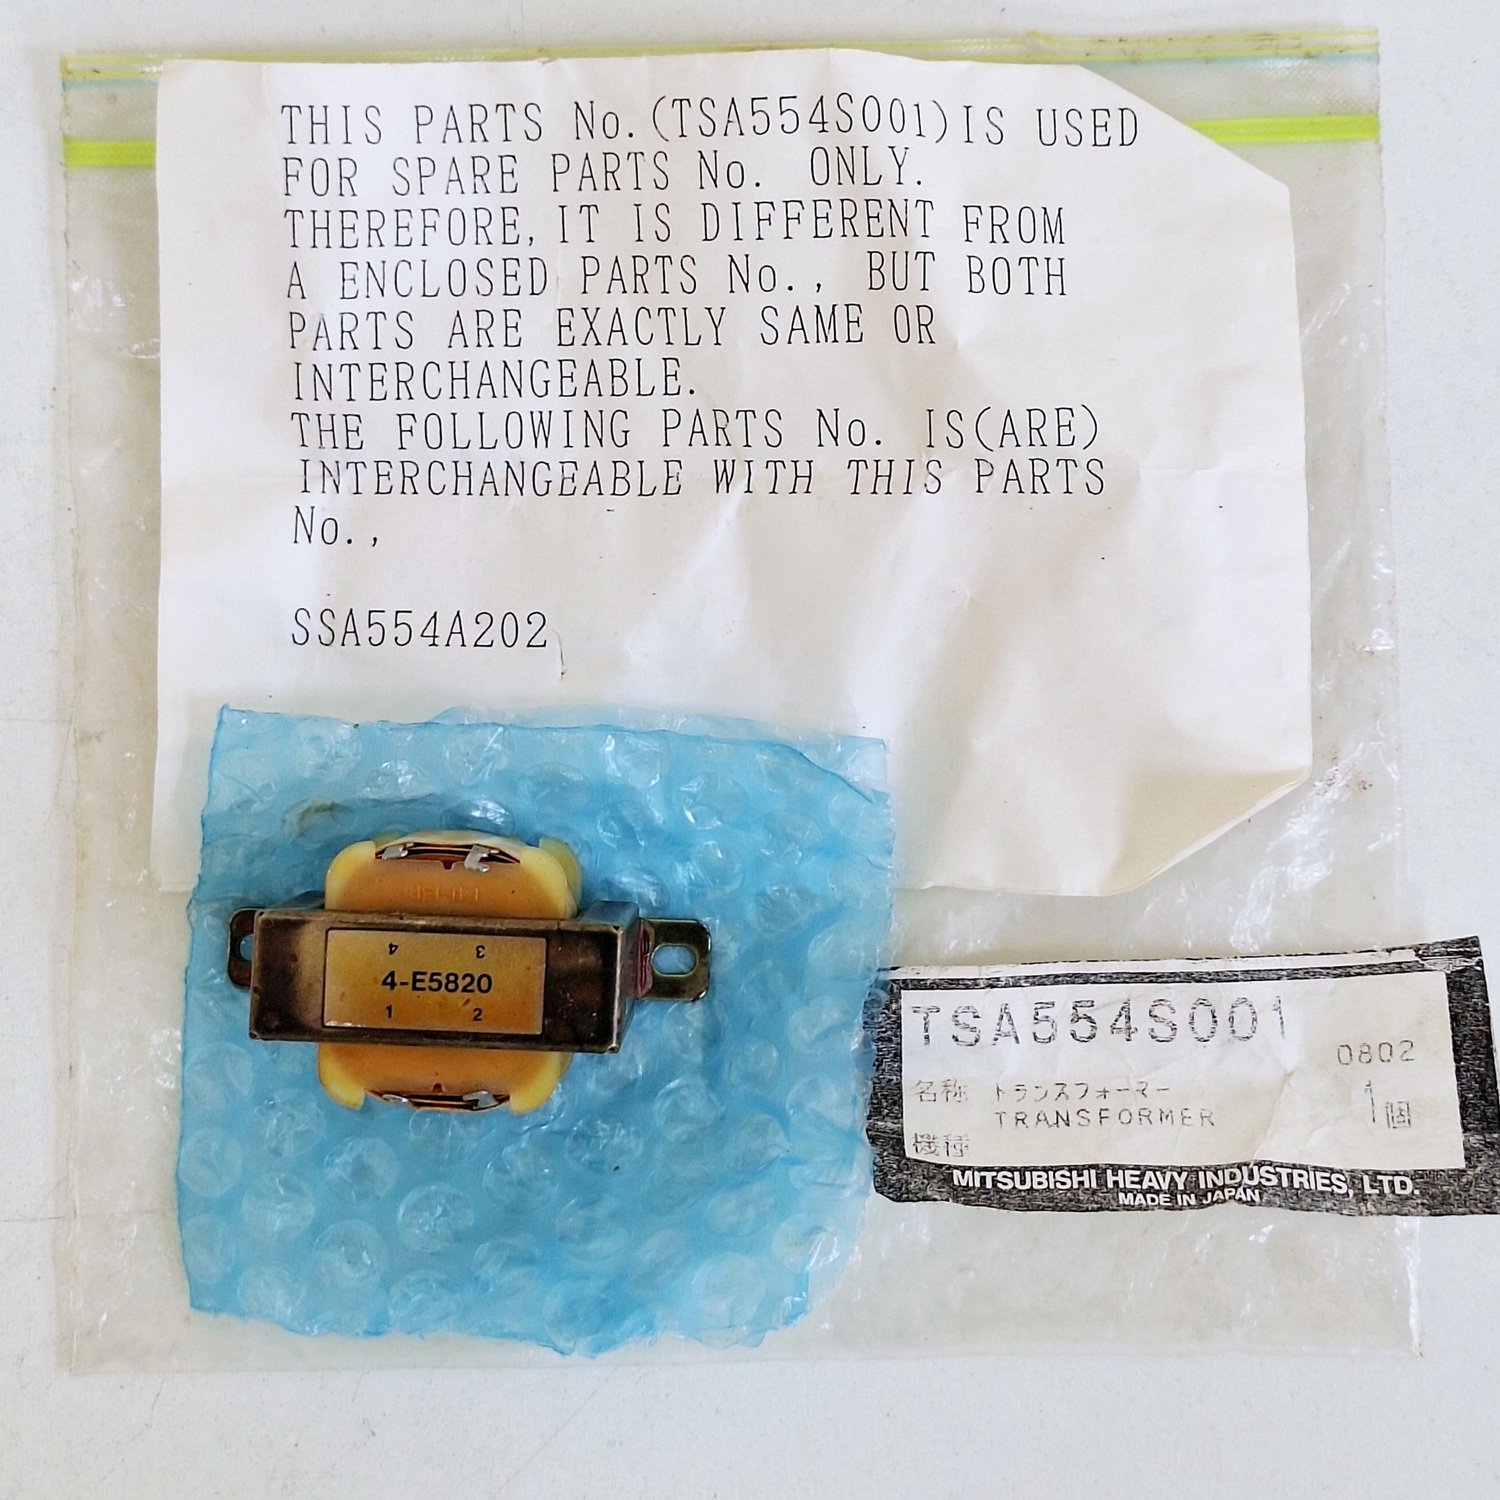 THIS PARTS No.(TSA554S001)IS USED
FOR SPARE PARTS No. ONLY.
THEREFORE, IT IS DIFFERENT FROM
A ENCLOSED PARTS No., BUT BOTH
PARTS ARE EXACTLY SAME OR
INTERCHANGEABLE.
THE FOLLOWING PARTS No. IS(ARE)
INTERCHANGEABLE WITH THIS PARTS
No.,
SSA554A202
4 3
4-E5820
1 2
TSA554S001
0802
名称 トランスフォーマー
TRANSFORMER
1個
機種
MITSUBISHI HEAVY INDUSTRIES, LTD.
MADE IN JAPAN